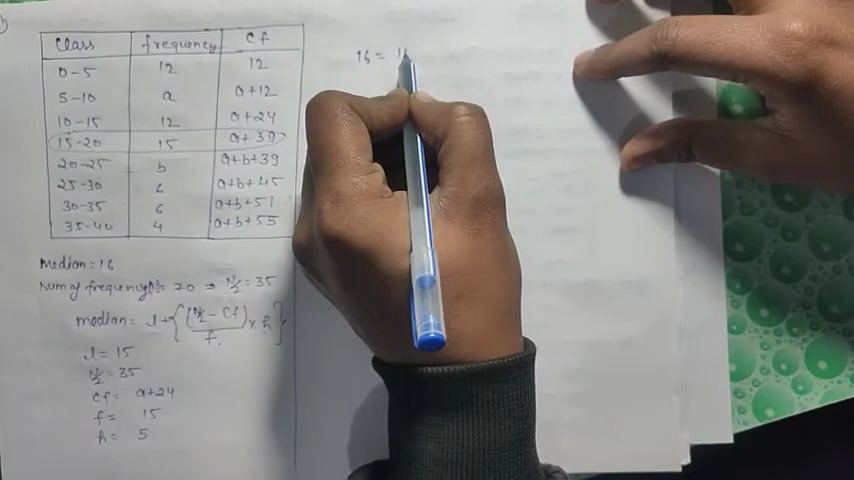 Class frequency Cf
0-5 12 12
5-10 a a+12
10-15 12 a+24
15-20 15 a+39
20-25 b a+b+39
25-30 6 a+b+45
30-35 6 a+b+51
35-40 4 a+b+55
Median = 16
Sum of frequency N = 70 ⇒ N/2 = 35
median = l + { (N/2 - Cf) / f × h }
l = 15
N/2 = 35
cf = a+24
f = 15
h = 5
16 =